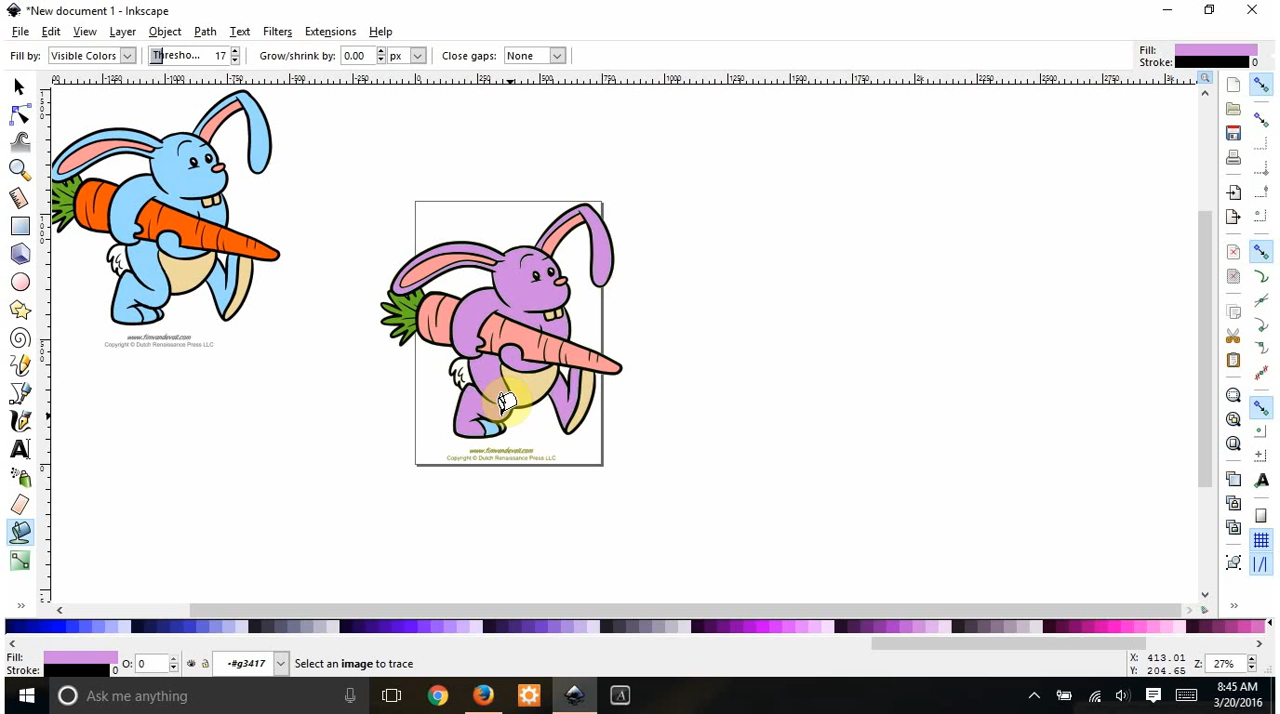 *New document 1 - Inkscape
File Edit View Layer Object Path Text Filters Extensions Help
Fill by: Visible Colors Thresho... 17 Grow/shrink by: 0.00 px Close gaps: None Fill: Stroke: 0
www.timvandevall.com
Copyright © Dutch Renaissance Press LLC
www.timvandevall.com
Copyright © Dutch Renaissance Press LLC
Fill: Stroke: 0 O: 0 -#g3417 Select an image to trace X: 413.01 Y: 204.65 Z: 27%
Ask me anything
8:45 AM
3/20/2016